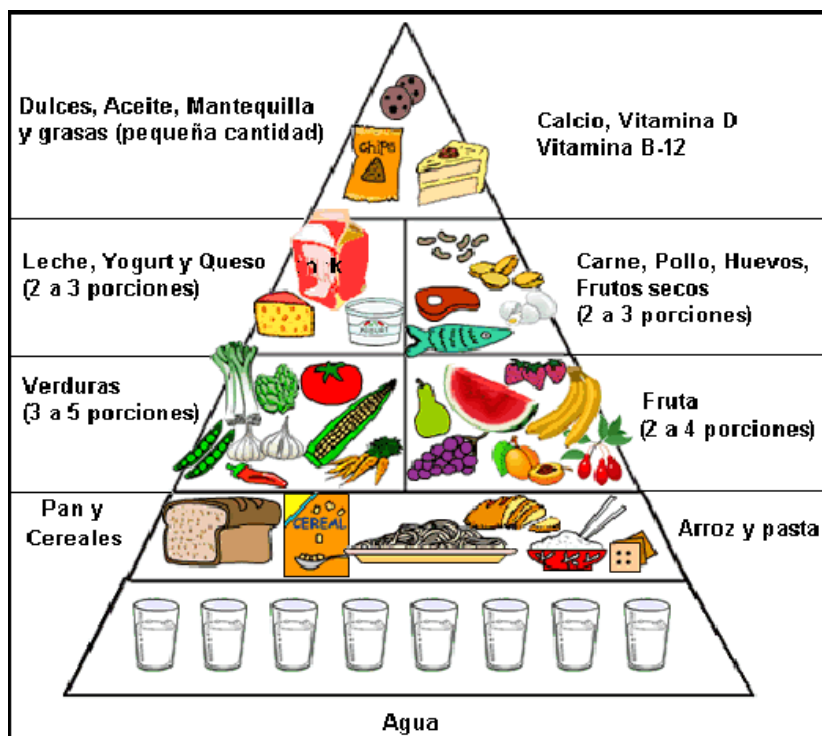 Dulces, Aceite, Mantequilla
y grasas (pequeña cantidad)
Calcio, Vitamina D
Vitamina B-12
CHIPS
Leche, Yogurt y Queso
(2 a 3 porciones)
Carne, Pollo, Huevos,
Frutos secos
(2 a 3 porciones)
Verduras
(3 a 5 porciones)
Fruta
(2 a 4 porciones)
Pan y
Cereales
CEREAL
Arroz y pasta
Agua